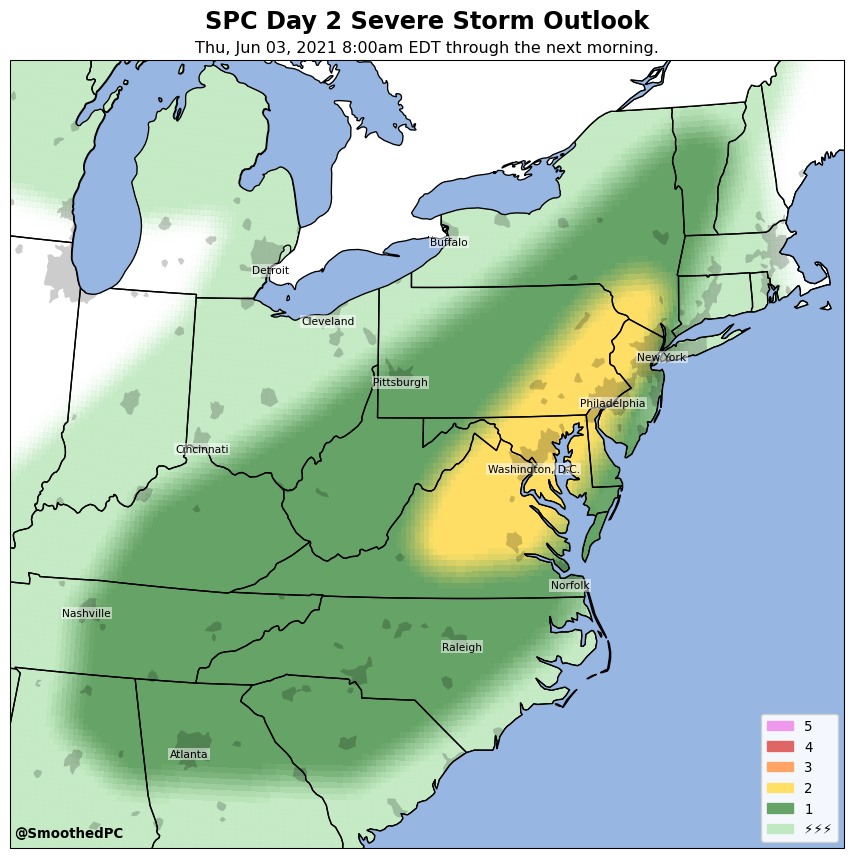 SPC Day 2 Severe Storm Outlook
Thu, Jun 03, 2021 8:00am EDT through the next morning.
Buffalo
Detroit
Cleveland
New York
Pittsburgh
Philadelphia
Cincinnati
Washington, D.C.
Norfolk
Nashville
Raleigh
Atlanta
5
4
3
2
1
⚡⚡⚡
@SmoothedPC